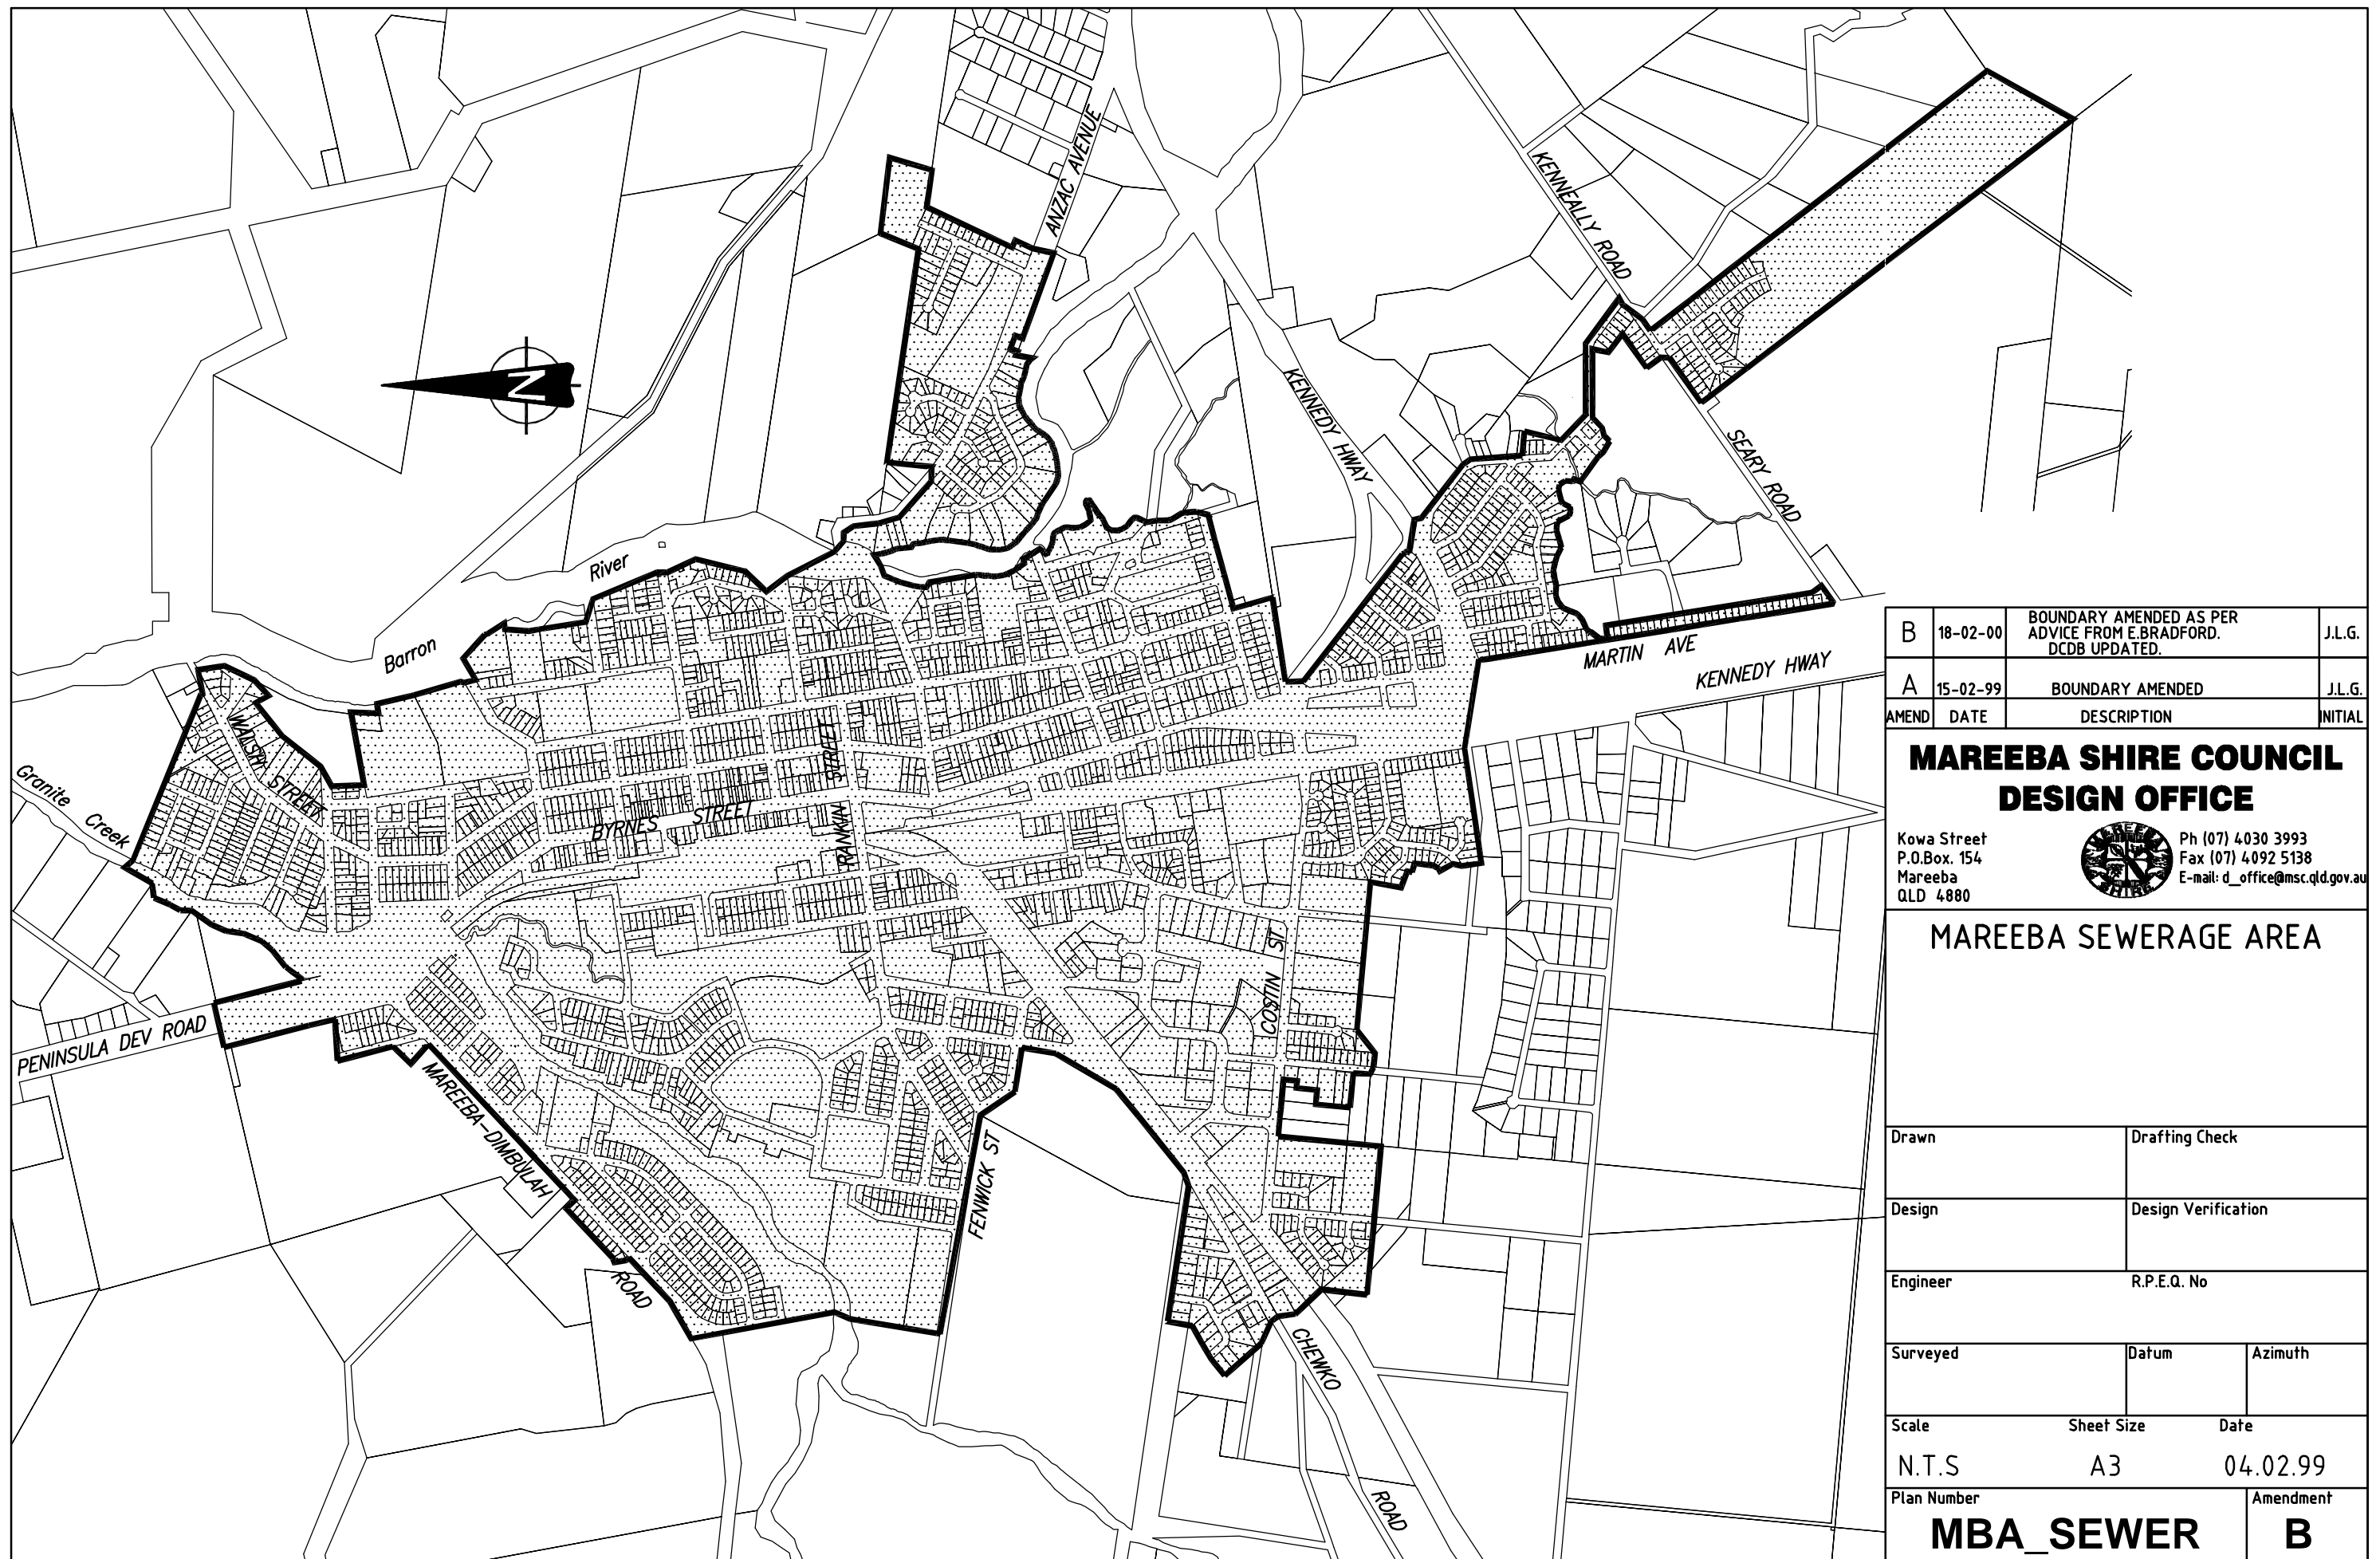 ANZAC AVENUE
KENNEALLY ROAD
N
KENNEDY HWAY
SEARY ROAD
River
Barron
MARTIN AVE
KENNEDY HWAY
WALSH STREET
Granite Creek
RANKIN STREET
BYRNES STREET
COSTIN ST
PENINSULA DEV ROAD
MAREEBA-DIMBULAH
ROAD
FENWICK ST
CHEWKO
ROAD
B 18-02-00 BOUNDARY AMENDED AS PER
ADVICE FROM E.BRADFORD.
DCDB UPDATED. J.L.G.
A 15-02-99 BOUNDARY AMENDED J.L.G.
AMEND DATE DESCRIPTION INITIAL
MAREEBA SHIRE COUNCIL
DESIGN OFFICE
Kowa Street
P.O.Box. 154
Mareeba
QLD 4880
MAREEBA SHIRE
Ph (07) 4030 3993
Fax (07) 4092 5138
E-mail: d_office@msc.qld.gov.au
MAREEBA SEWERAGE AREA
Drawn Drafting Check
Design Design Verification
Engineer R.P.E.Q. No
Surveyed Datum Azimuth
Scale Sheet Size Date
N.T.S A3 04.02.99
Plan Number Amendment
MBA_SEWER B